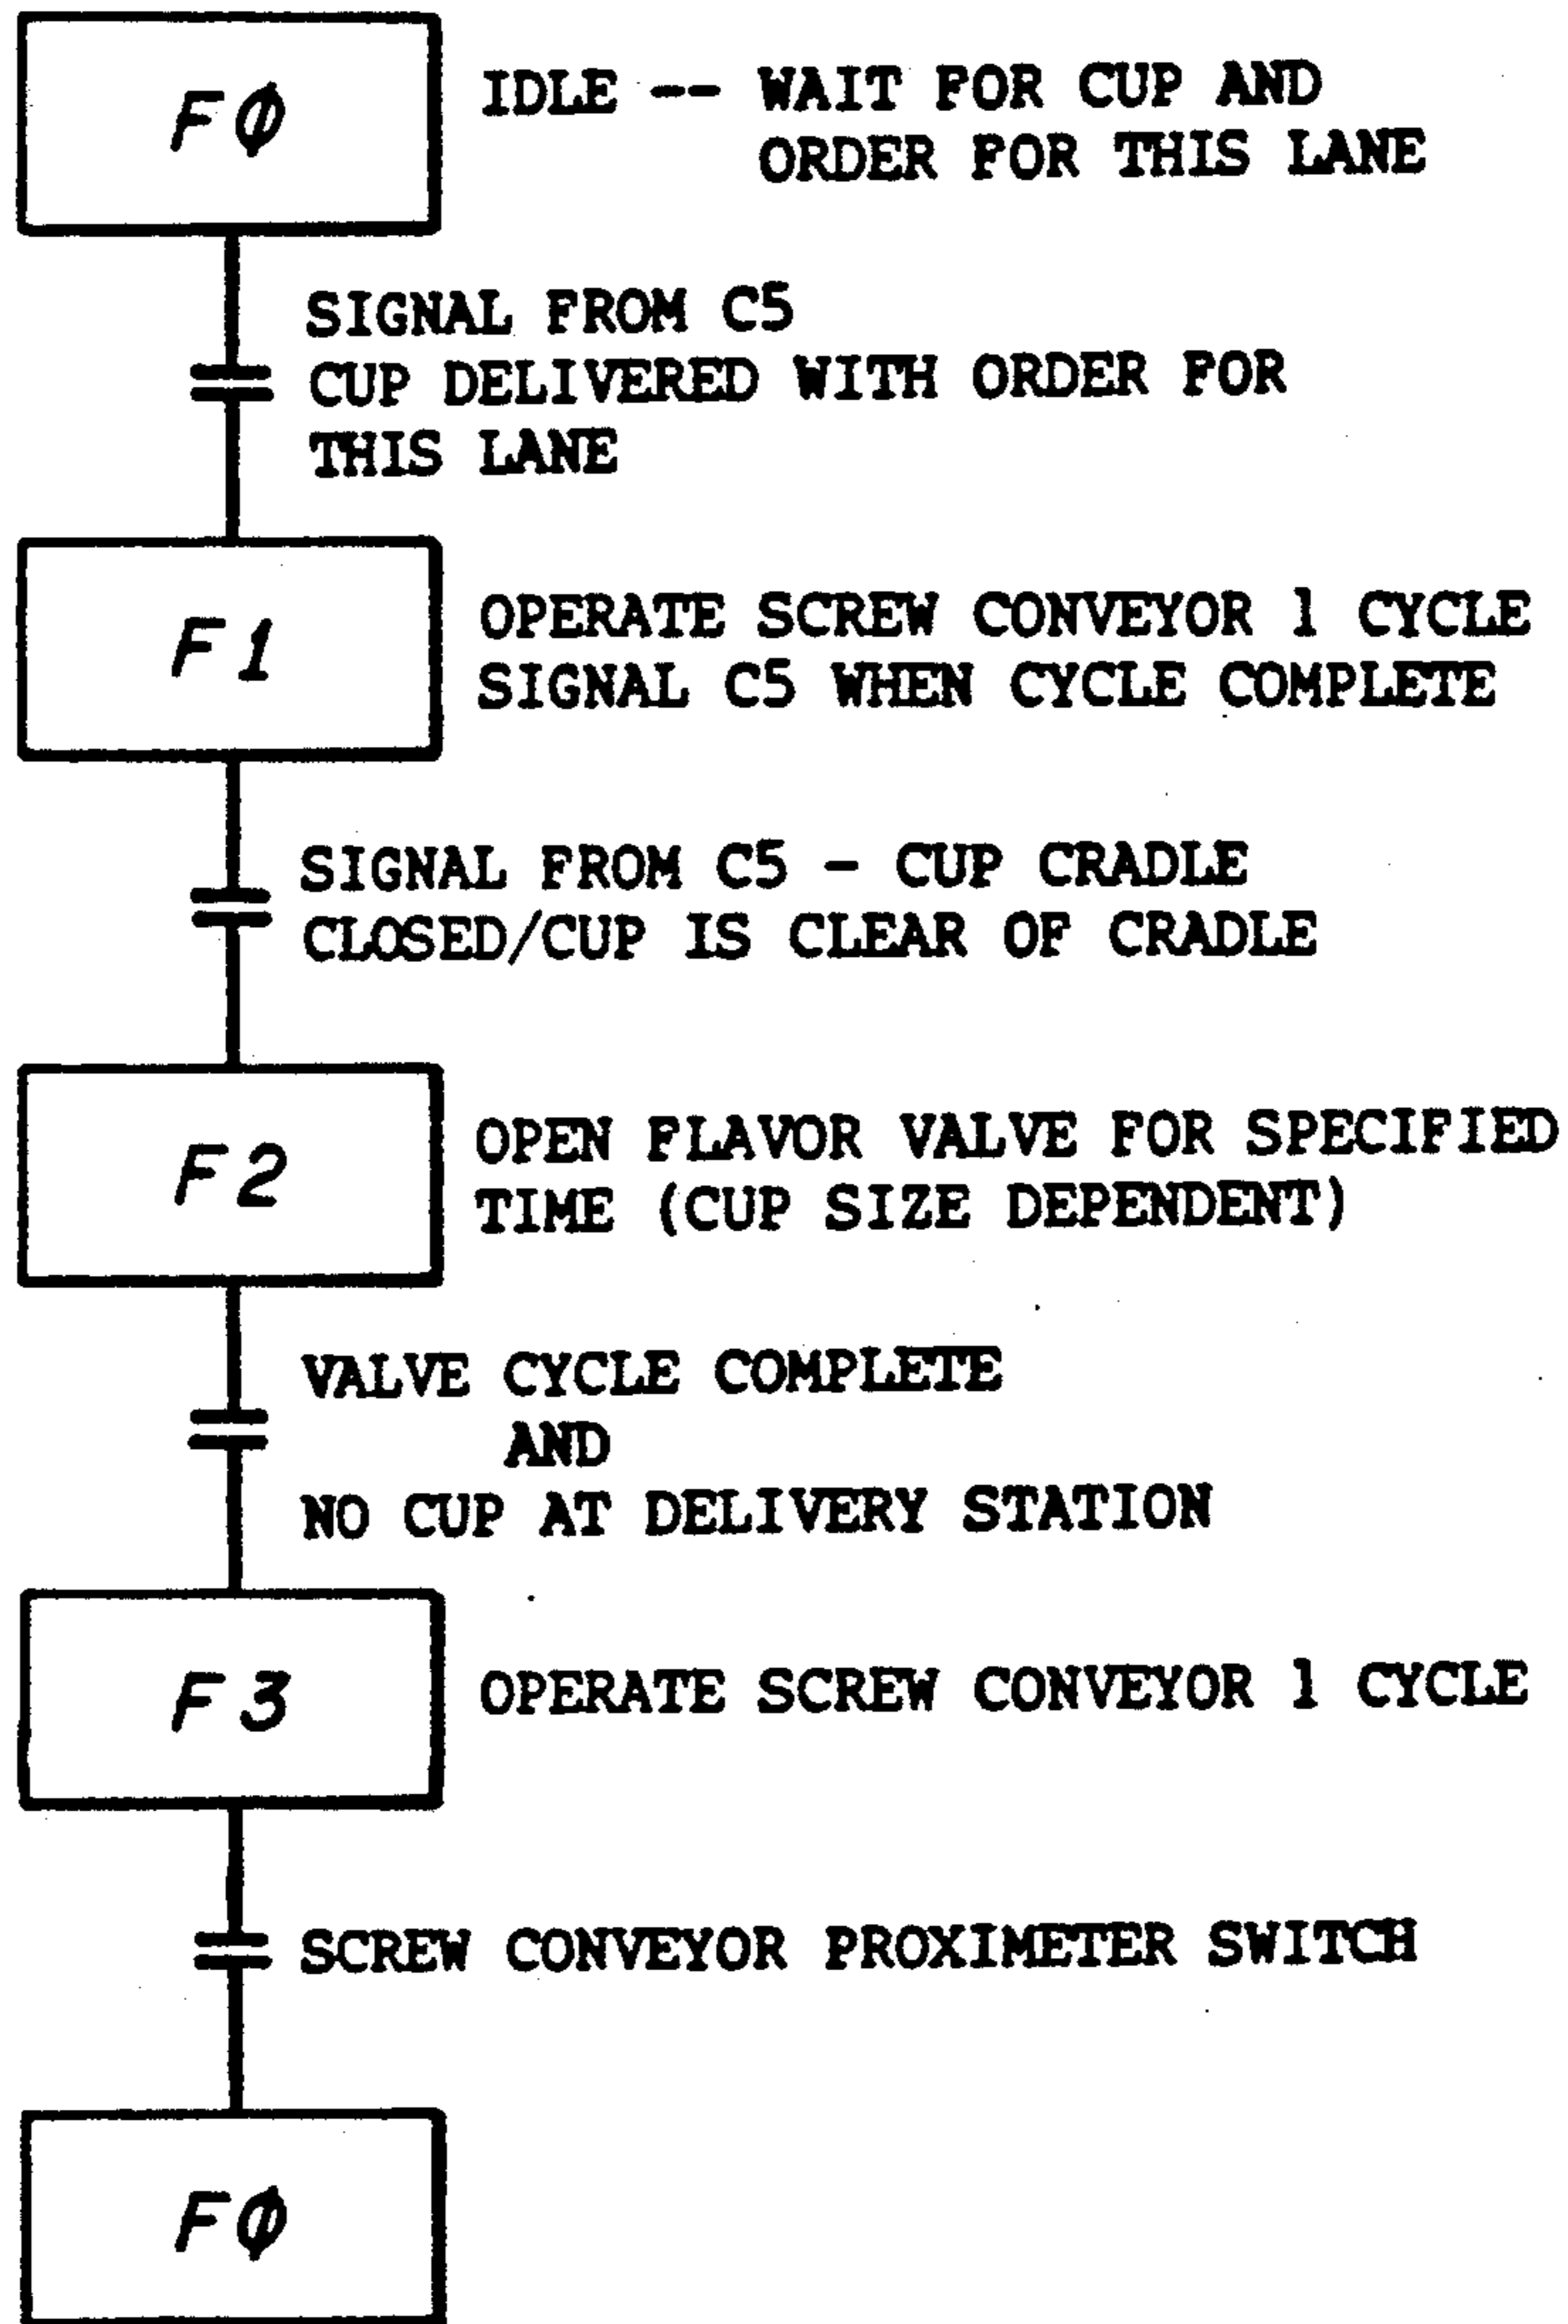 FØ
IDLE -- WAIT FOR CUP AND
ORDER FOR THIS LANE
SIGNAL FROM C5
CUP DELIVERED WITH ORDER FOR
THIS LANE
F1
OPERATE SCREW CONVEYOR 1 CYCLE
SIGNAL C5 WHEN CYCLE COMPLETE
SIGNAL FROM C5 - CUP CRADLE
CLOSED/CUP IS CLEAR OF CRADLE
F2
OPEN FLAVOR VALVE FOR SPECIFIED
TIME (CUP SIZE DEPENDENT)
VALVE CYCLE COMPLETE
AND
NO CUP AT DELIVERY STATION
F3
OPERATE SCREW CONVEYOR 1 CYCLE
SCREW CONVEYOR PROXIMETER SWITCH
FØ